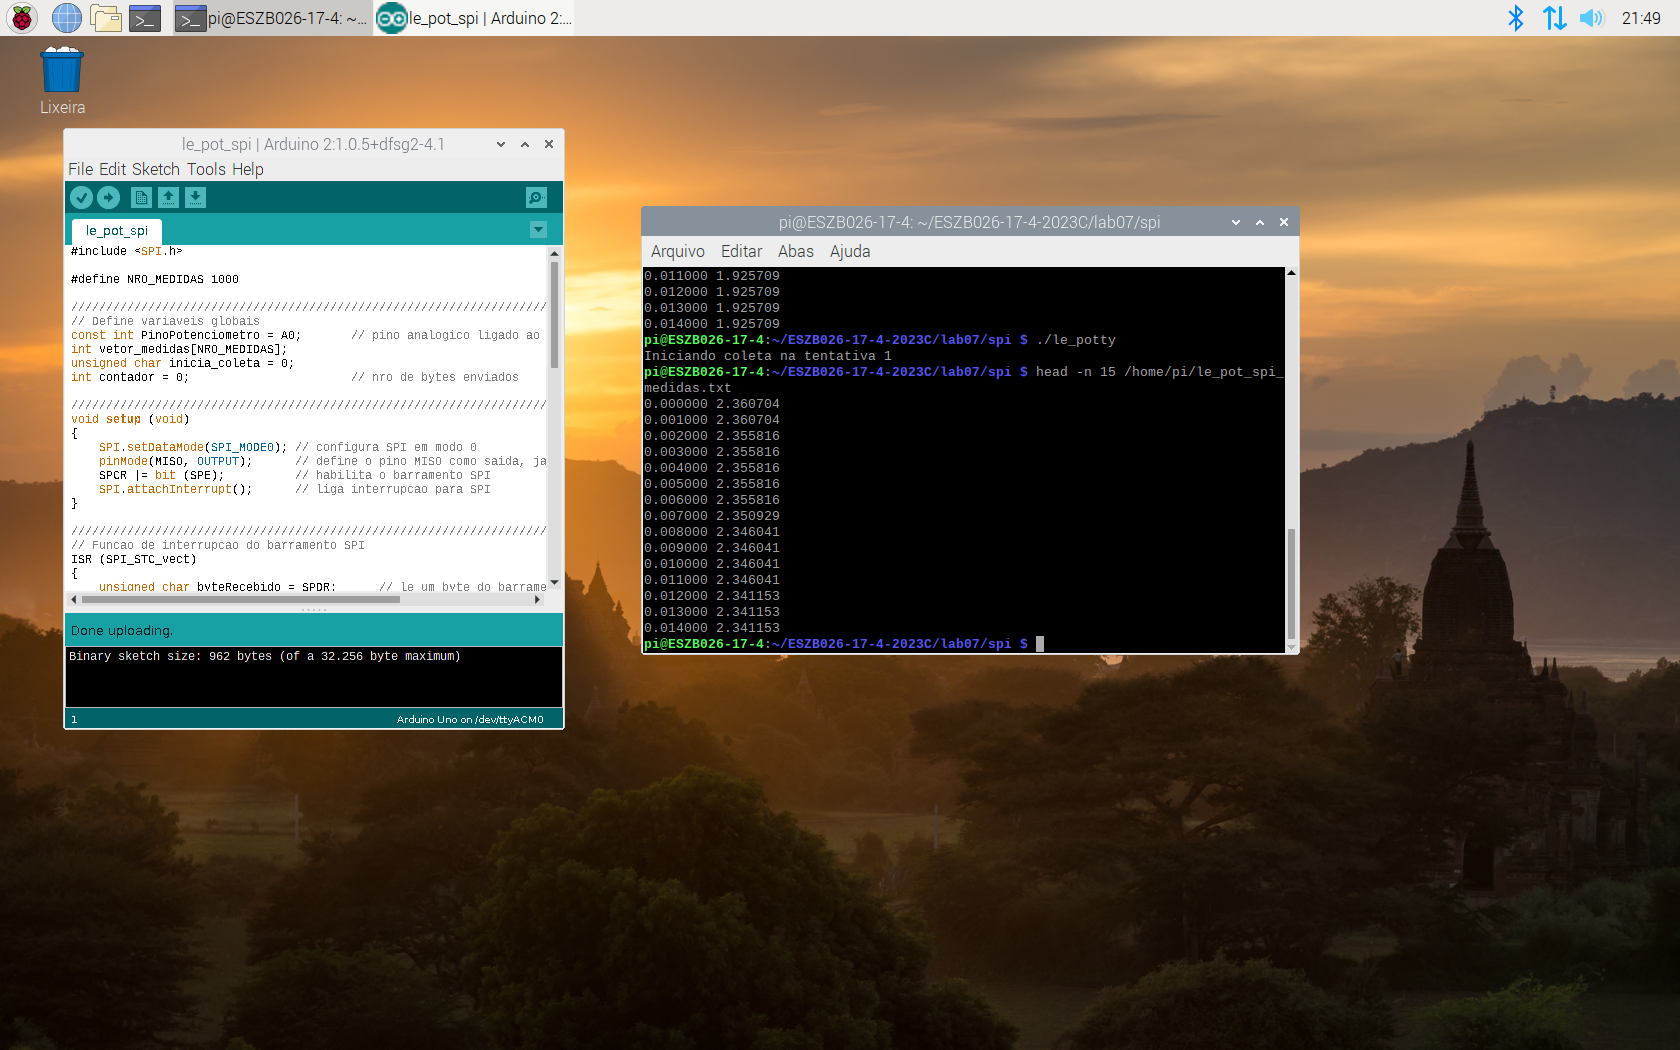 pi@ESZB026-17-4: ~...
le_pot_spi | Arduino 2:...
21:49
Lixeira
le_pot_spi | Arduino 2:1.0.5+dfsg2-4.1
File Edit Sketch Tools Help
le_pot_spi
#include <SPI.h>
#define NRO_MEDIDAS 1000
////////////////////////////////////////////////////////////////////
// Define variaveis globais
const int PinoPotenciometro = A0; // pino analogico ligado ao
int vetor_medidas[NRO_MEDIDAS];
unsigned char inicia_coleta = 0;
int contador = 0; // nro de bytes enviados
////////////////////////////////////////////////////////////////////
void setup (void)
{
SPI.setDataMode(SPI_MODE0); // configura SPI em modo 0
pinMode(MISO, OUTPUT); // define o pino MISO como saida, ja
SPCR |= bit (SPE); // habilita o barramento SPI
SPI.attachInterrupt(); // liga interrupcao para SPI
}
////////////////////////////////////////////////////////////////////
// Funcao de interrupcao do barramento SPI
ISR (SPI_STC_vect)
{
unsigned char byteRecebido = SPDR; // le um byte do barrame
Done uploading.
Binary sketch size: 962 bytes (of a 32.256 byte maximum)
1
Arduino Uno on /dev/ttyACM0
pi@ESZB026-17-4: ~/ESZB026-17-4-2023C/lab07/spi
Arquivo Editar Abas Ajuda
0.011000 1.925709
0.012000 1.925709
0.013000 1.925709
0.014000 1.925709
pi@ESZB026-17-4:~/ESZB026-17-4-2023C/lab07/spi $ ./le_potty
Iniciando coleta na tentativa 1
pi@ESZB026-17-4:~/ESZB026-17-4-2023C/lab07/spi $ head -n 15 /home/pi/le_pot_spi_
medidas.txt
0.000000 2.360704
0.001000 2.360704
0.002000 2.355816
0.003000 2.355816
0.004000 2.355816
0.005000 2.355816
0.006000 2.355816
0.007000 2.350929
0.008000 2.346041
0.009000 2.346041
0.010000 2.346041
0.011000 2.346041
0.012000 2.341153
0.013000 2.341153
0.014000 2.341153
pi@ESZB026-17-4:~/ESZB026-17-4-2023C/lab07/spi $